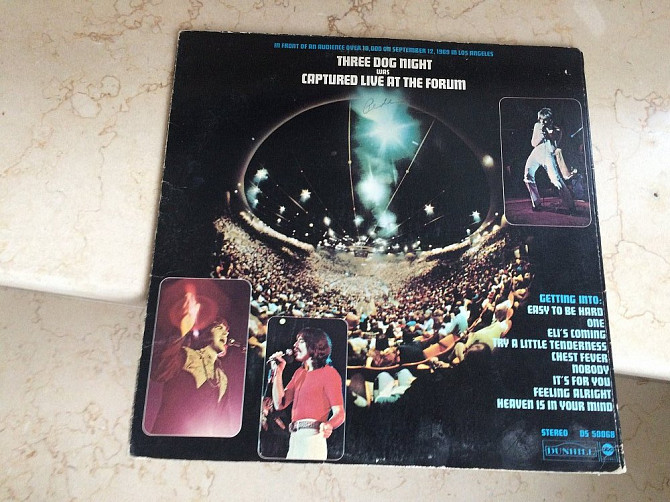 IN FRONT OF AN AUDIENCE OVER 18,000 ON SEPTEMBER 12, 1969 IN LOS ANGELES
THREE DOG NIGHT
WAS
CAPTURED LIVE AT THE FORUM
GETTING INTO:
EASY TO BE HARD
ONE
ELI'S COMING
TRY A LITTLE TENDERNESS
CHEST FEVER
NOBODY
IT'S FOR YOU
FEELING ALRIGHT
HEAVEN IS IN YOUR MIND
STEREO DS 50068
DUNHILL